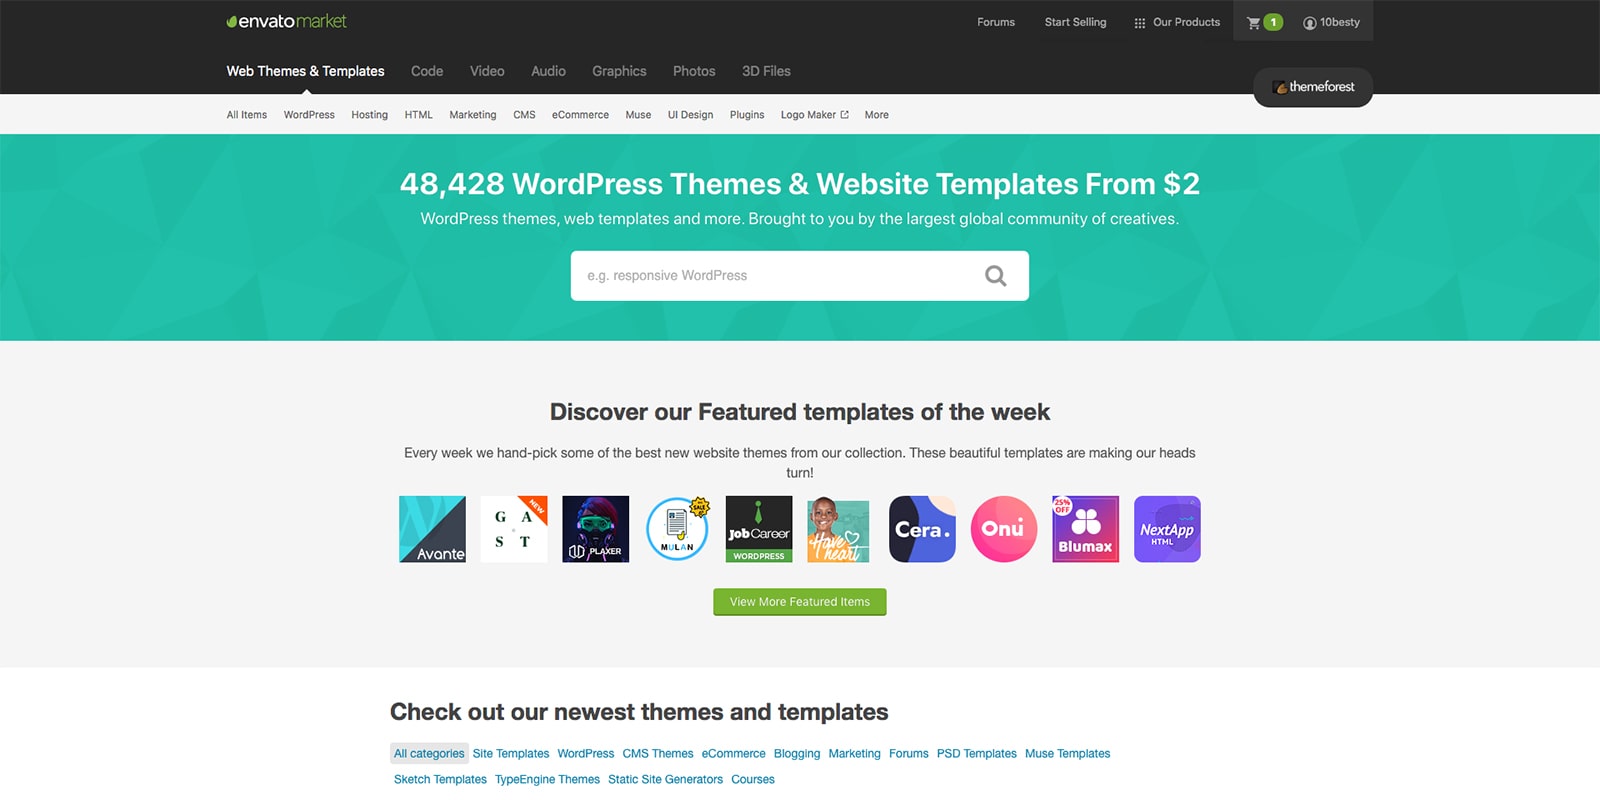 envatomarket
Forums Start Selling Our Products 1 10besty
Web Themes & Templates Code Video Audio Graphics Photos 3D Files
themeforest
All Items WordPress Hosting HTML Marketing CMS eCommerce Muse UI Design Plugins Logo Maker More
48,428 WordPress Themes & Website Templates From $2
WordPress themes, web templates and more. Brought to you by the largest global community of creatives.
e.g. responsive WordPress
Discover our Featured templates of the week
Every week we hand-pick some of the best new website themes from our collection. These beautiful templates are making our heads
turn!
Avante
NEW
G A
S T
PLAXER
SALE
MULAN
JobCareer
WORDPRESS
Have
heart
Cera.
Onu
25%
OFF
Blumax
NextApp
HTML
View More Featured Items
Check out our newest themes and templates
All categories Site Templates WordPress CMS Themes eCommerce Blogging Marketing Forums PSD Templates Muse Templates
Sketch Templates TypeEngine Themes Static Site Generators Courses